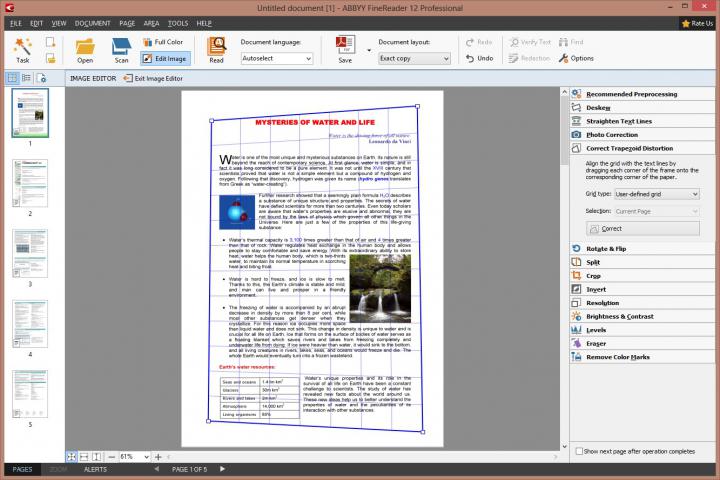 Untitled document [1] - ABBYY FineReader 12 Professional
FILE EDIT VIEW DOCUMENT PAGE AREA TOOLS HELP
Rate Us
Task
Open
Scan
Full Color
Edit Image
Read
Document language:
Autoselect
Save
Document layout:
Exact copy
Redo
Undo
Verify Text
Redaction
Find
Options
IMAGE EDITOR Exit Image Editor
1
2
3
4
5
MYSTERIES OF WATER AND LIFE
Water is the driving force of all nature.
Leonardo da Vinci
Water is one of the most unique and mysterious substances on Earth. Its nature is still
beyond the reach of contemporary science. At first glance, water is simple, and in
fact it was long considered to be a pure element. It was not until the XVIII century that
scientists proved that water is not a simple element but a compound of hydrogen and
oxygen. Following that discovery, hydrogen was given its name (hydro genes translates
from Greek as "water-creating").
Further research showed that a seemingly plain formula H2O describes
a substance of unique structure and properties. The secrets of water
have defied scientists for more than two centuries. Even today scholars
are aware that water's properties are elusive and abnormal; they are
not bound by the laws of physics which govern all other things in the
Universe. Here are just a few of the properties of this life-giving
substance:
• Water's thermal capacity is 3,100 times greater than that of air and 4 times greater
than that of rock. Water regulates heat exchange in the human body and allows
people to stay comfortable and save energy. With its extraordinary ability to store
heat, water helps the human body, which is two-thirds
water, to maintain its normal temperature in scorching
heat and biting frost.
• Water is hard to freeze, and ice is slow to melt.
Thanks to this, the Earth's climate is stable and mild,
and man can live and prosper in a friendly
environment.
• The freezing of water is accompanied by an abrupt
decrease in density by more than 8 per cent, while
most other substances get denser when they
crystallize. For this reason ice occupies more space
than liquid water and does not sink. This change in density is unique to water and is
crucial for all life on Earth. Ice that forms on the surface of bodies of water serves as
a floating blanket which saves rivers and lakes from freezing completely and
underwater life from dying. If ice were heavier than water, it would sink to the bottom,
and all living creatures in rivers, lakes, seas, and oceans would freeze and die. The
whole Earth would eventually turn into a frozen wasteland.
Earth's water resources:
Seas and oceans 1.4 bn km3
Glaciers 30m km3
Rivers and lakes 2m km3
Atmosphere 14,000 km3
Living organisms 65%
Water's unique properties and its role in the
survival of all life on Earth have been a constant
challenge to scientists. The study of water has
revealed new facts about the world around us.
These new ideas help us to better understand the
properties of water and the peculiarities of its
interaction with other substances.
Recommended Preprocessing
Deskew
Straighten Text Lines
Photo Correction
Correct Trapezoid Distortion
Align the grid with the text lines by
dragging each corner of the frame onto the
corresponding corner of the paper.
Grid type: User-defined grid
Selection: Current Page
Correct
Rotate & Flip
Split
Crop
Invert
Resolution
Brightness & Contrast
Levels
Eraser
Remove Color Marks
61%
Show next page after operation completes
PAGES ZOOM ALERTS PAGE 1 OF 5